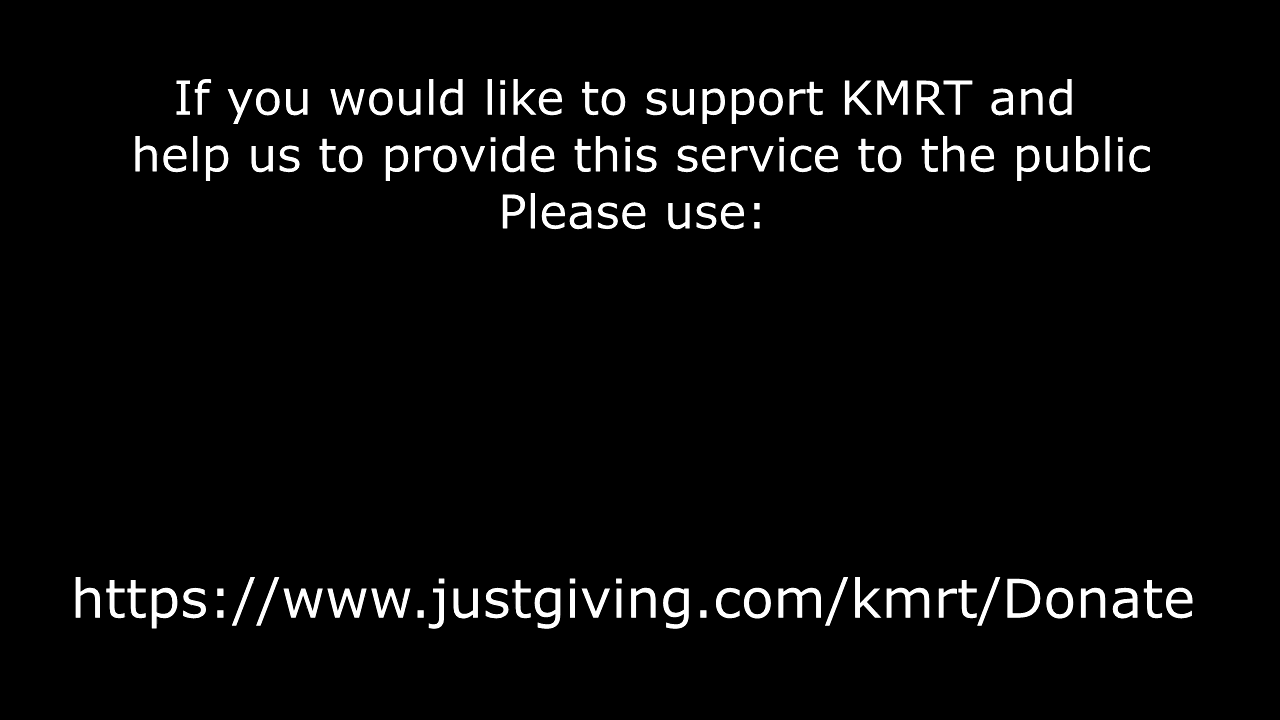 If you would like to support KMRT and
help us to provide this service to the public
Please use:
https://www.justgiving.com/kmrt/Donate